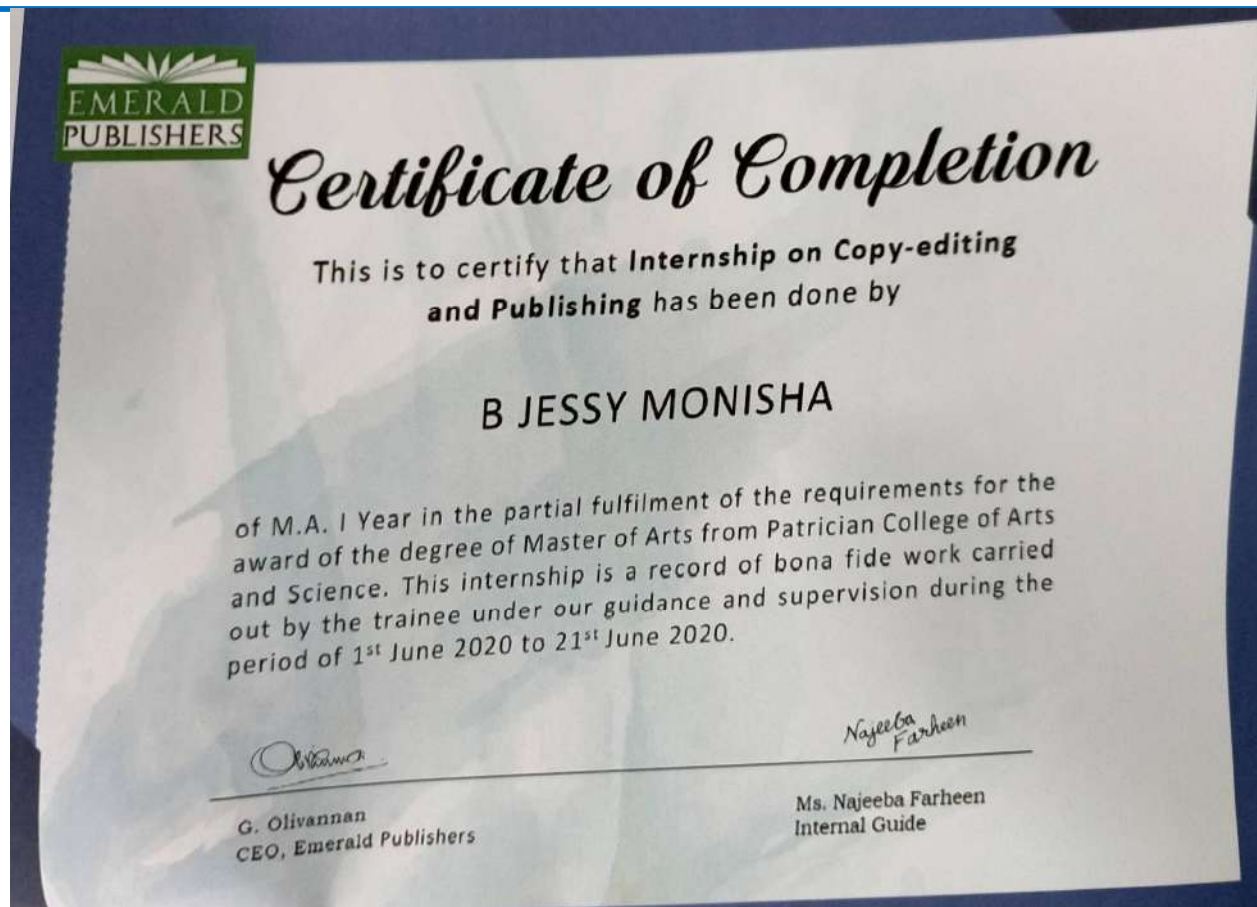 EMERALD
PUBLISHERS
Certificate of Completion
This is to certify that Internship on Copy-editing
and Publishing has been done by
B JESSY MONISHA
of M.A. I Year in the partial fulfilment of the requirements for the
award of the degree of Master of Arts from Patrician College of Arts
and Science. This internship is a record of bona fide work carried
out by the trainee under our guidance and supervision during the
period of 1st June 2020 to 21st June 2020.
Najeeba
Farheen
G. Olivannan
CEO, Emerald Publishers
Ms. Najeeba Farheen
Internal Guide